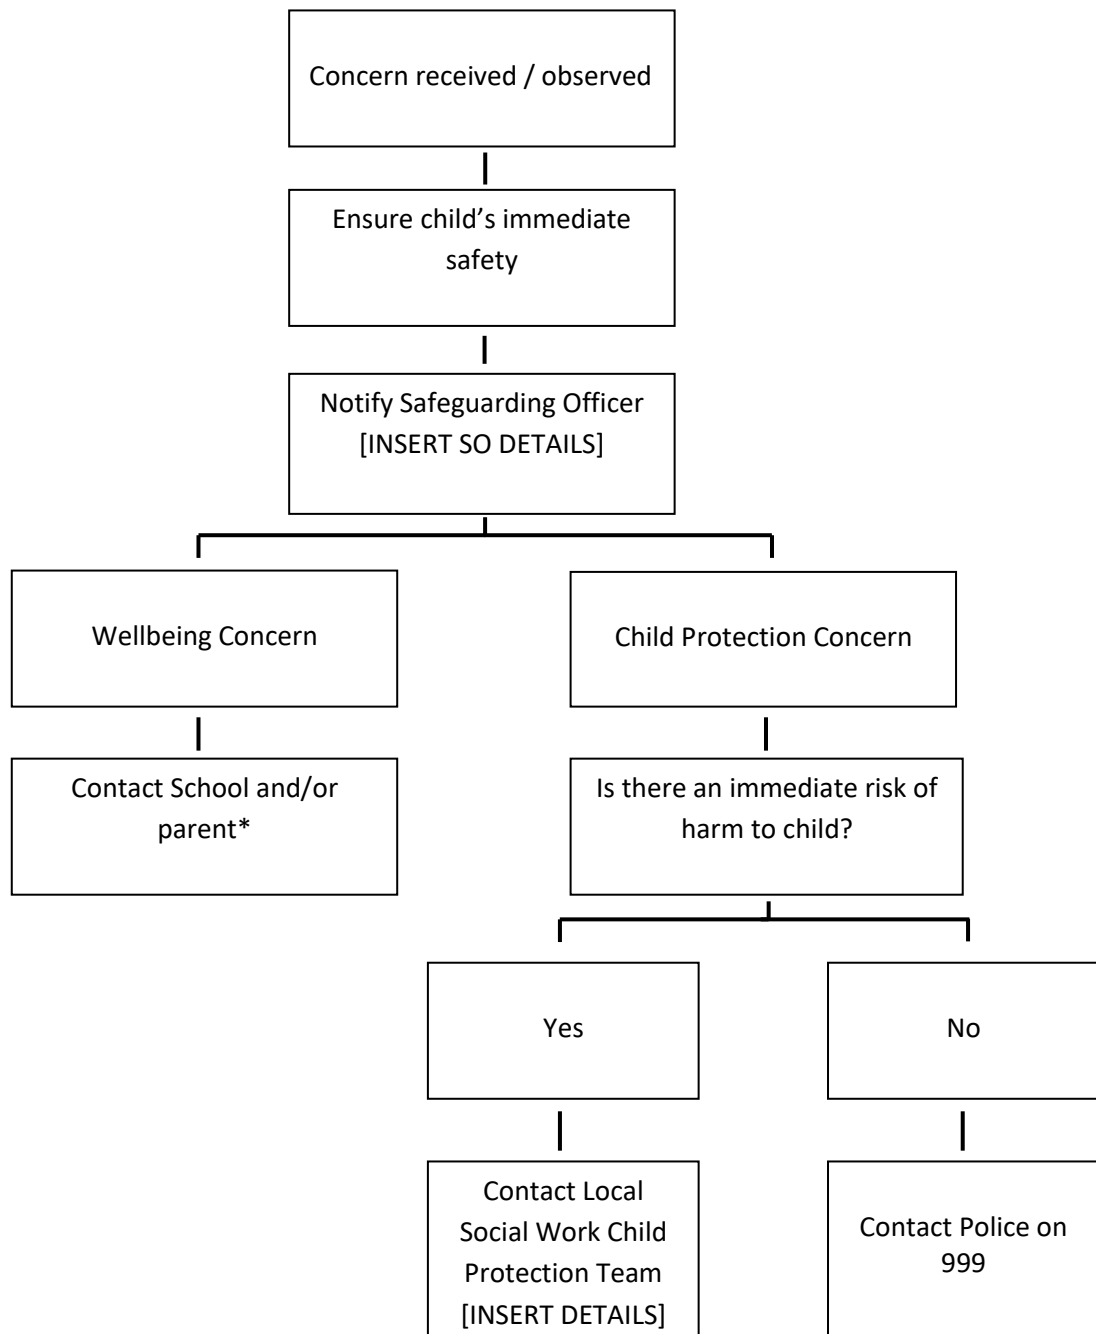 Concern received / observed
Ensure child’s immediate
safety
Notify Safeguarding Officer
[INSERT SO DETAILS]
Wellbeing Concern
Child Protection Concern
Contact School and/or
parent*
Is there an immediate risk of
harm to child?
Yes
No
Contact Local
Social Work Child
Protection Team
[INSERT DETAILS]
Contact Police on
999